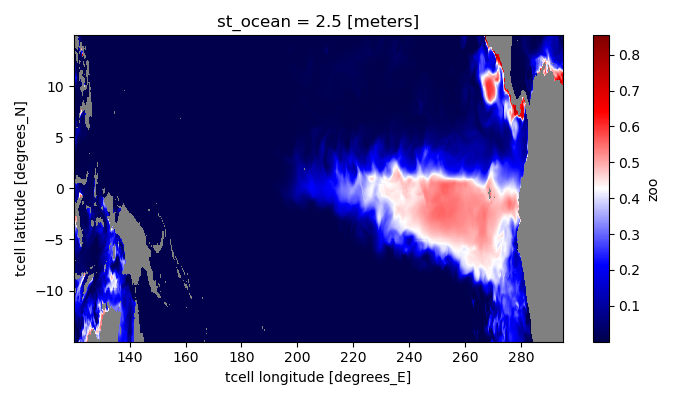 st_ocean = 2.5 [meters]
10
5
0
−5
−10
tcell latitude [degrees_N]
140 160 180 200 220 240 260 280
tcell longitude [degrees_E]
0.8
0.7
0.6
0.5
0.4
0.3
0.2
0.1
zoo